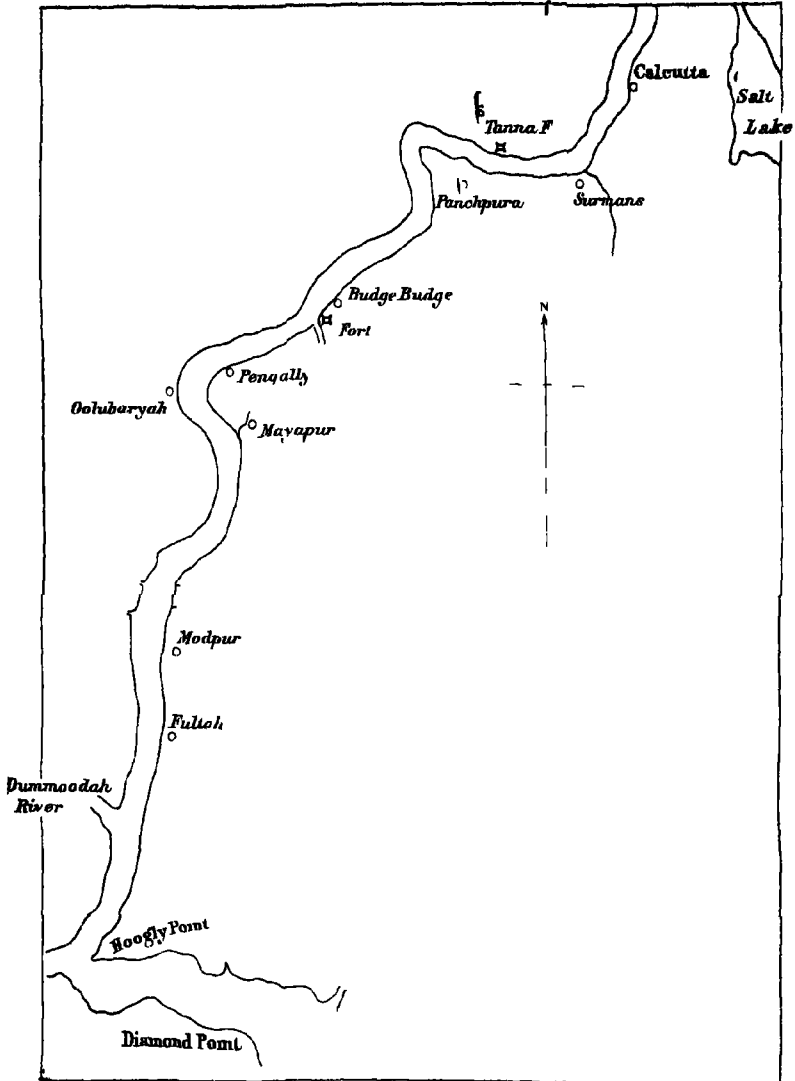 Calcutta
Salt
Lake
Tanna F
Panchpura
Surmans
Budge Budge
Fort
N
Pengally
Oolubaryah
Mayapur
Modpur
Fultah
Dummoodah
River
Hoogly Point
Diamond Point